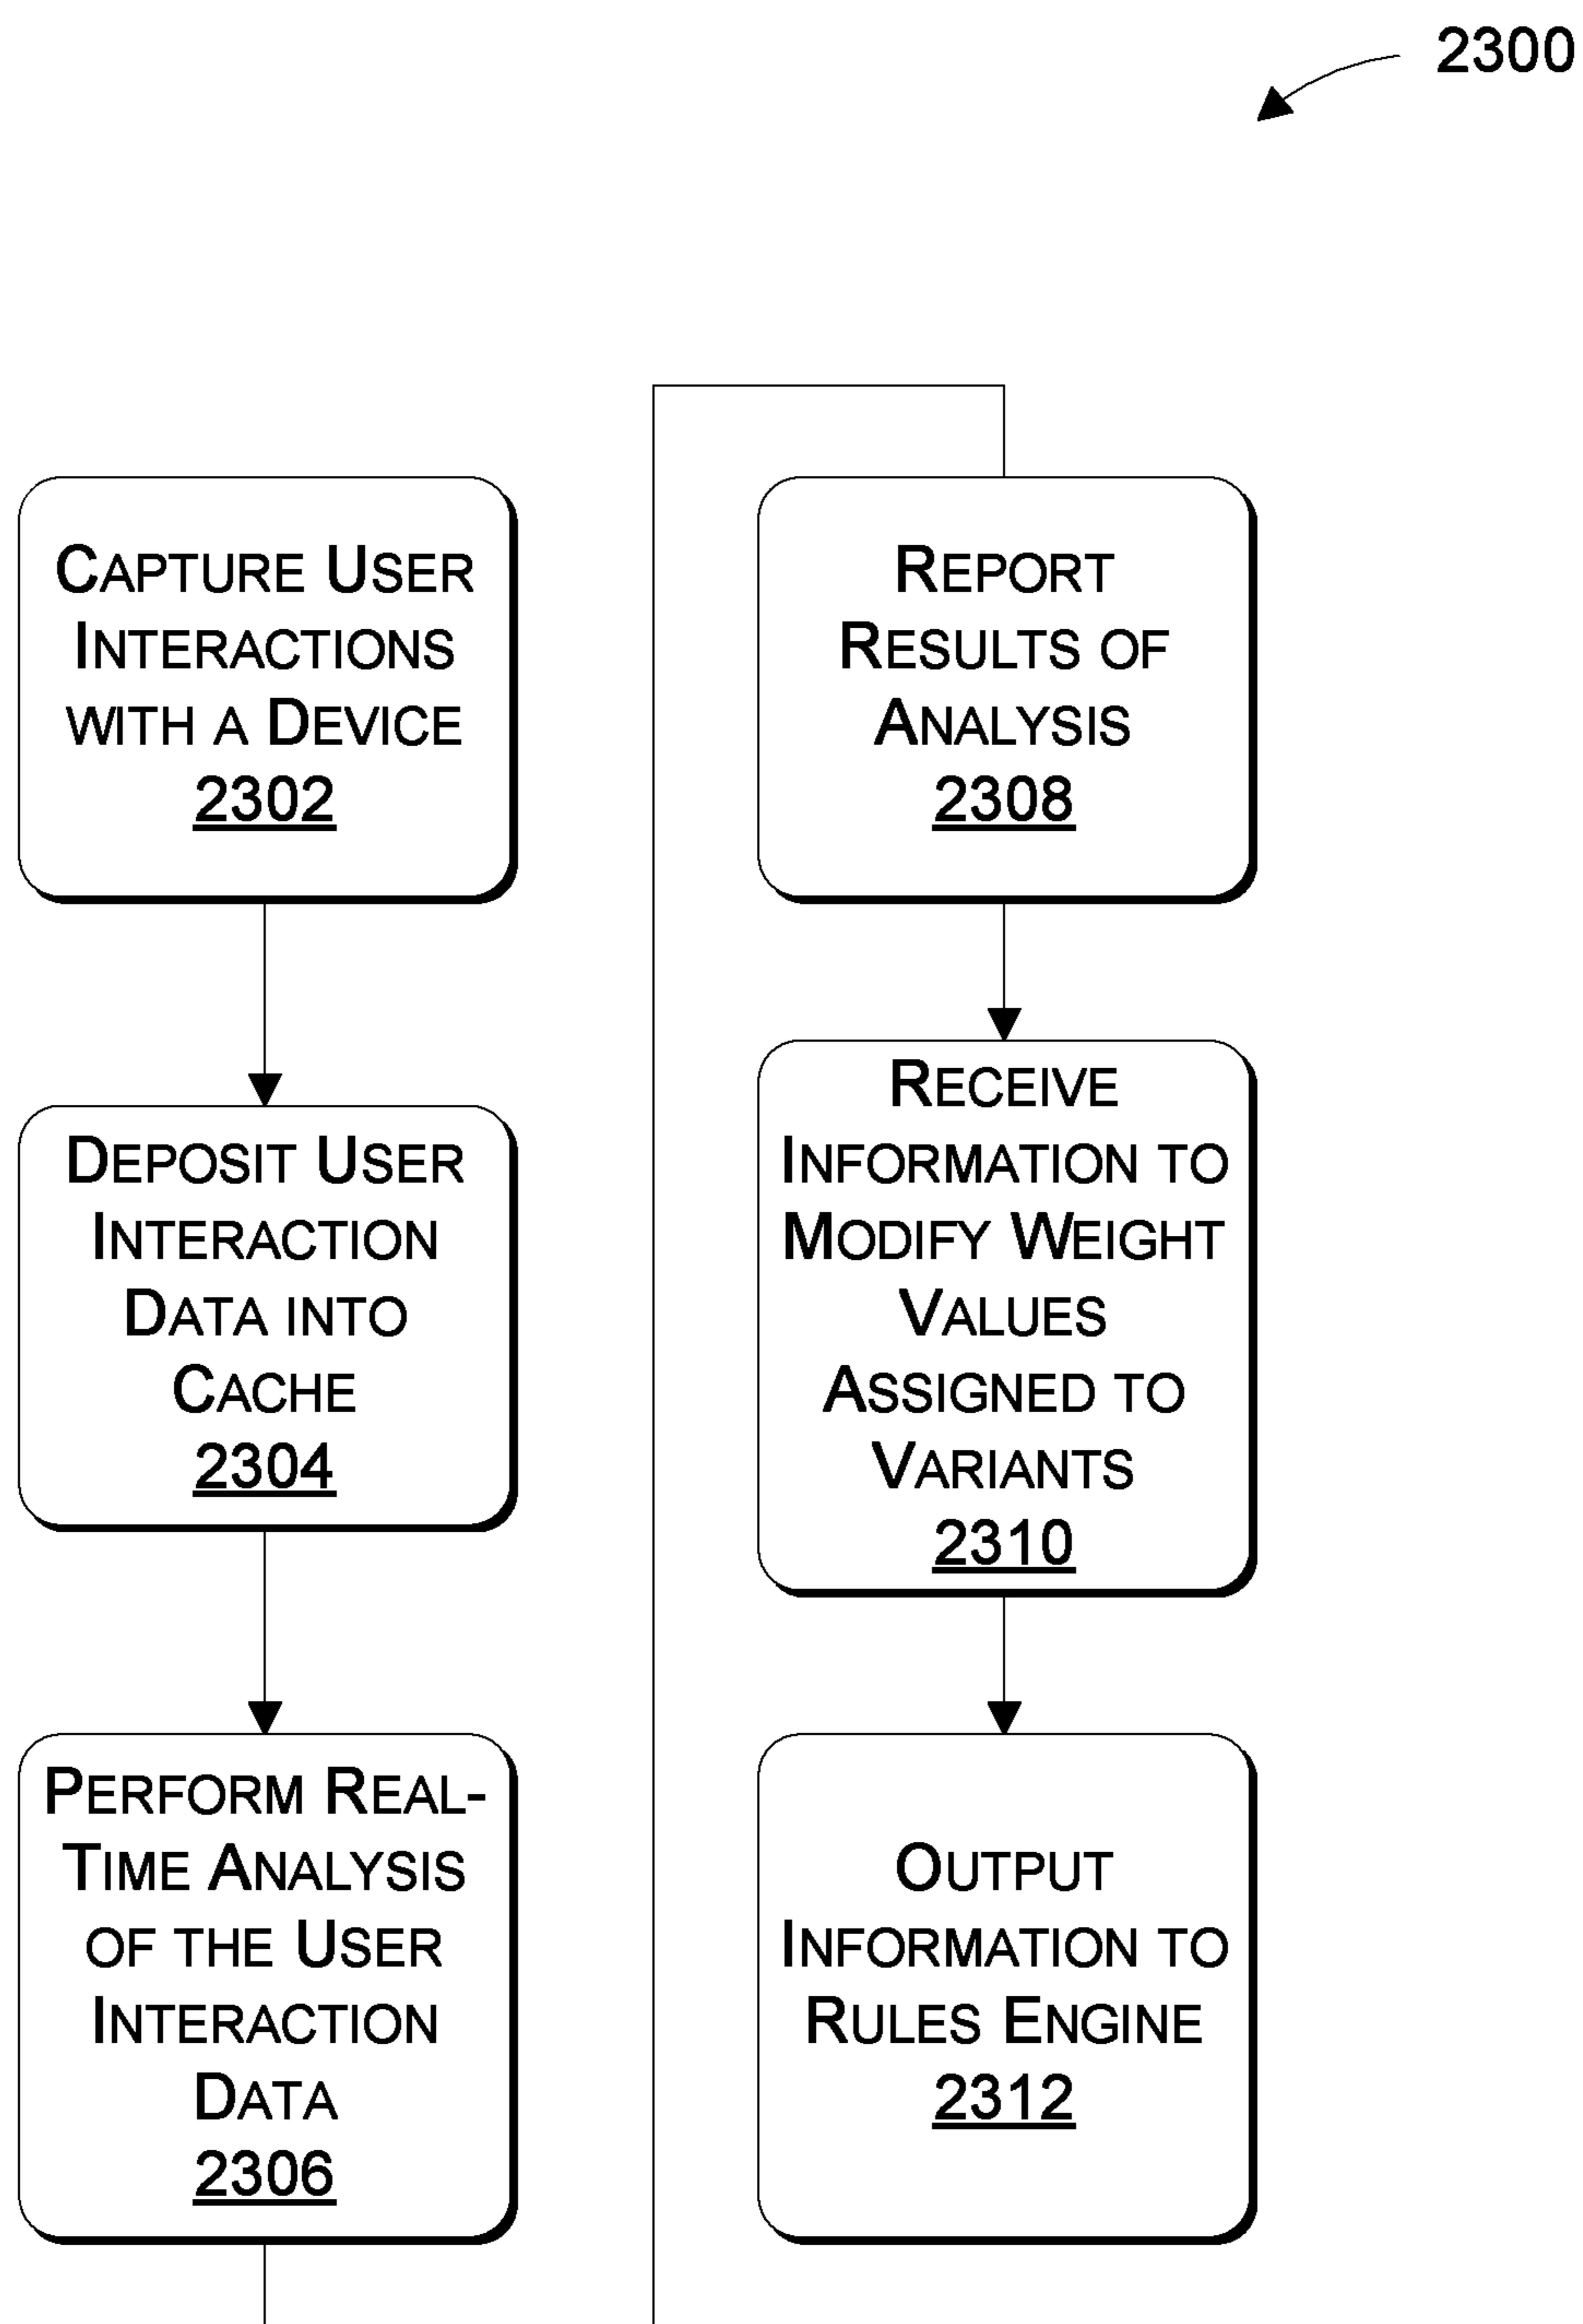 2300
CAPTURE USER
INTERACTIONS
WITH A DEVICE
2302
DEPOSIT USER
INTERACTION
DATA INTO
CACHE
2304
PERFORM REAL-
TIME ANALYSIS
OF THE USER
INTERACTION
DATA
2306
REPORT
RESULTS OF
ANALYSIS
2308
RECEIVE
INFORMATION TO
MODIFY WEIGHT
VALUES
ASSIGNED TO
VARIANTS
2310
OUTPUT
INFORMATION TO
RULES ENGINE
2312